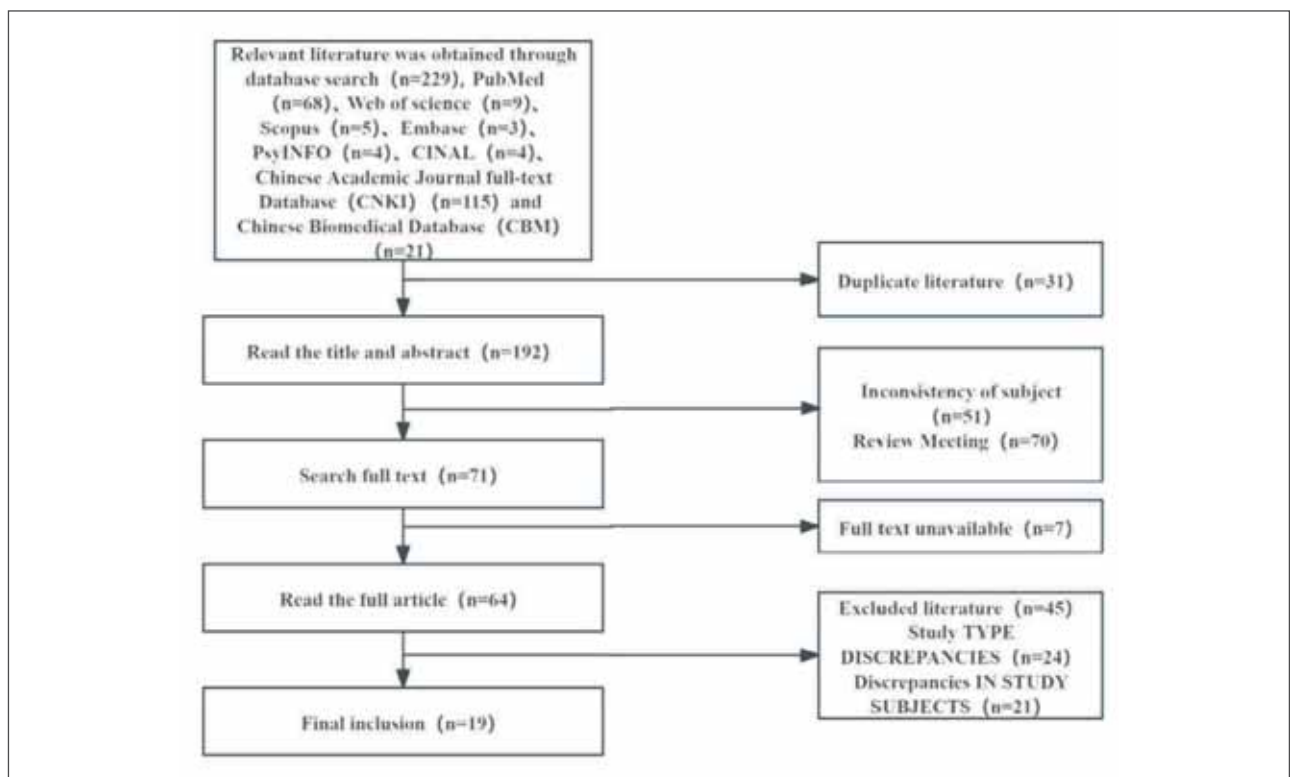 Relevant literature was obtained through
database search (n=229), PubMed
(n=68)、Web of science (n=9)、
Scopus (n=5)、Embase (n=3)、
PsyINFO (n=4)、CINAL (n=4)、
Chinese Academic Journal full-text
Database (CNKI) (n=115) and
Chinese Biomedical Database (CBM)
(n=21)
Duplicate literature (n=31)
Read the title and abstract (n=192)
Inconsistency of subject
(n=51)
Review Meeting (n=70)
Search full text (n=71)
Full text unavailable (n=7)
Read the full article (n=64)
Excluded literature (n=45)
Study TYPE
DISCREPANCIES (n=24)
Discrepancies IN STUDY
SUBJECTS (n=21)
Final inclusion (n=19)